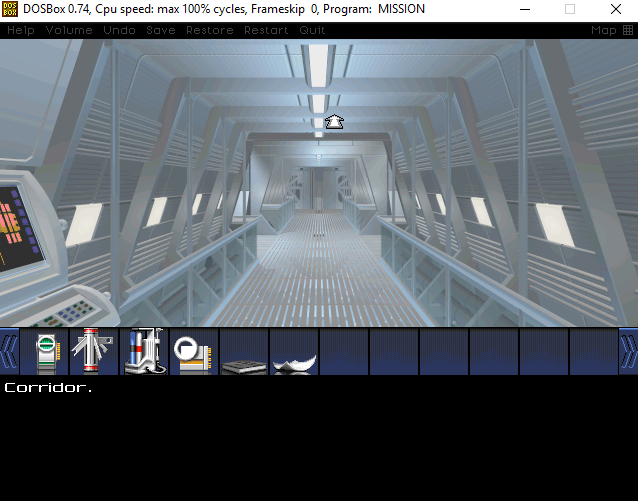 DOSBox 0.74, Cpu speed: max 100% cycles, Frameskip 0, Program: MISSION
Help Volume Undo Save Restore Restart Quit Map
Corridor.